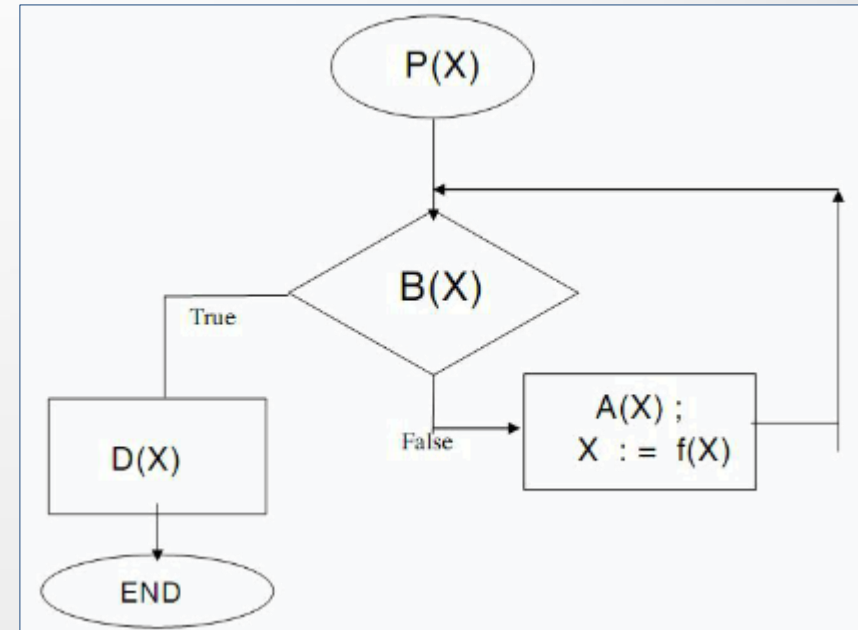 P(X)
B(X)
True
False
A(X) ;
X : = f(X)
D(X)
END